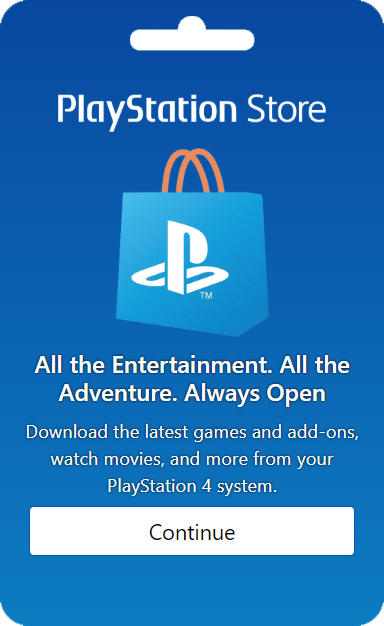 PlayStation Store
TM
All the Entertainment. All the
Adventure. Always Open
Download the latest games and add-ons,
watch movies, and more from your
PlayStation 4 system.
Continue